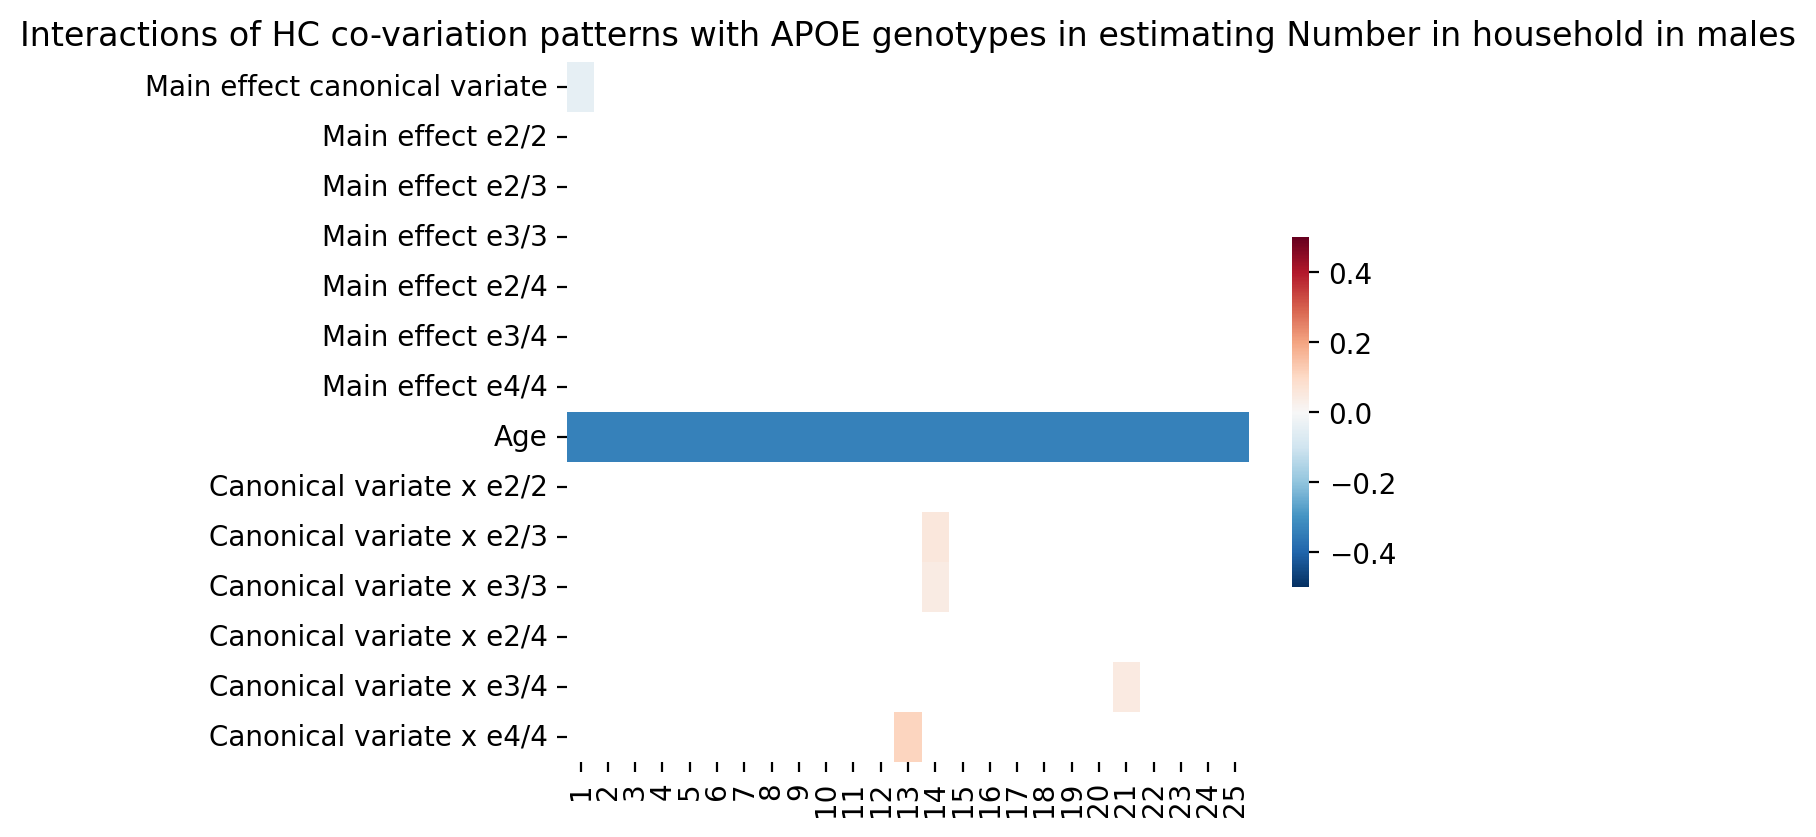 Interactions of HC co-variation patterns with APOE genotypes in estimating Number in household in males
Main effect canonical variate
Main effect e2/2
Main effect e2/3
Main effect e3/3
Main effect e2/4
Main effect e3/4
Main effect e4/4
Age
Canonical variate x e2/2
Canonical variate x e2/3
Canonical variate x e3/3
Canonical variate x e2/4
Canonical variate x e3/4
Canonical variate x e4/4
1 2 3 4 5 6 7 8 9 10 11 12 13 14 15 16 17 18 19 20 21 22 23 24 25
0.4
0.2
0.0
−0.2
−0.4